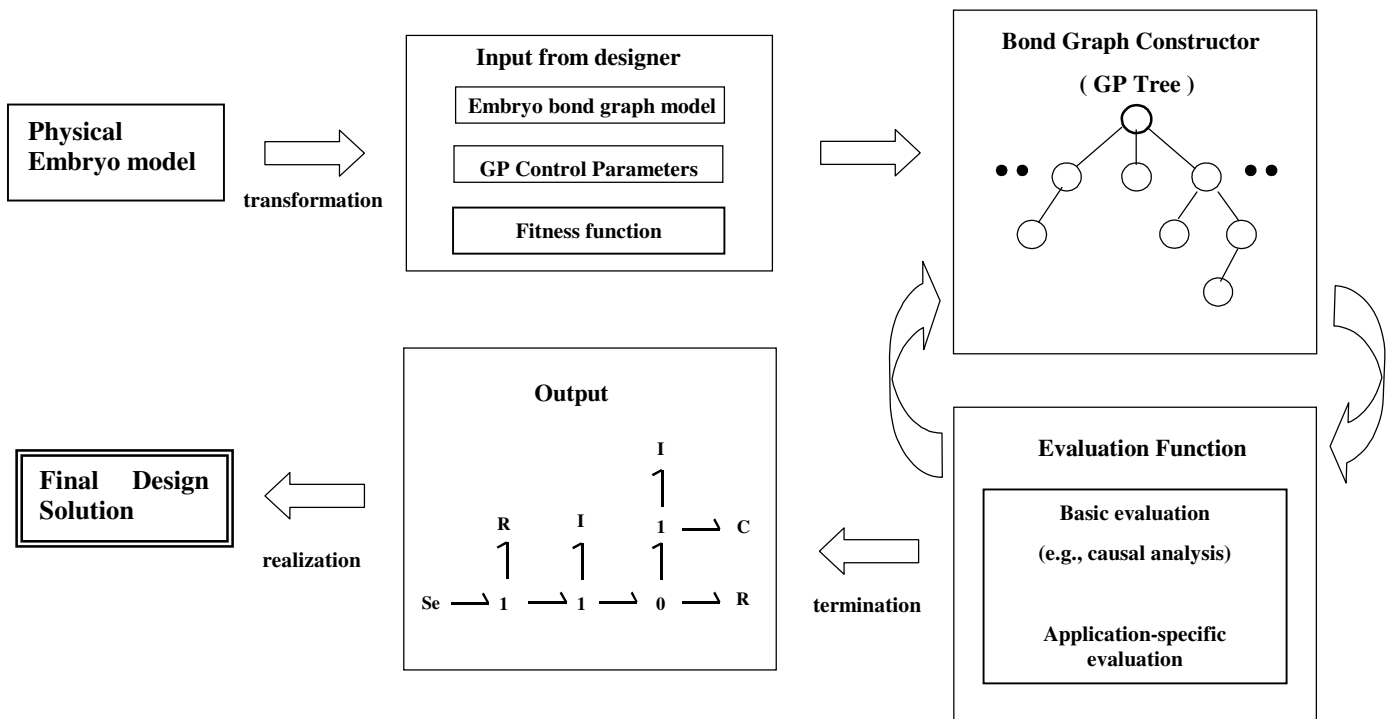 Physical
Embryo model
transformation
Input from designer
Embryo bond graph model
GP Control Parameters
Fitness function
Bond Graph Constructor
( GP Tree )
Evaluation Function
Basic evaluation
(e.g., causal analysis)
Application-specific
evaluation
termination
Output
I
R I 1 C
Se 1 1 0 R
realization
Final Design
Solution